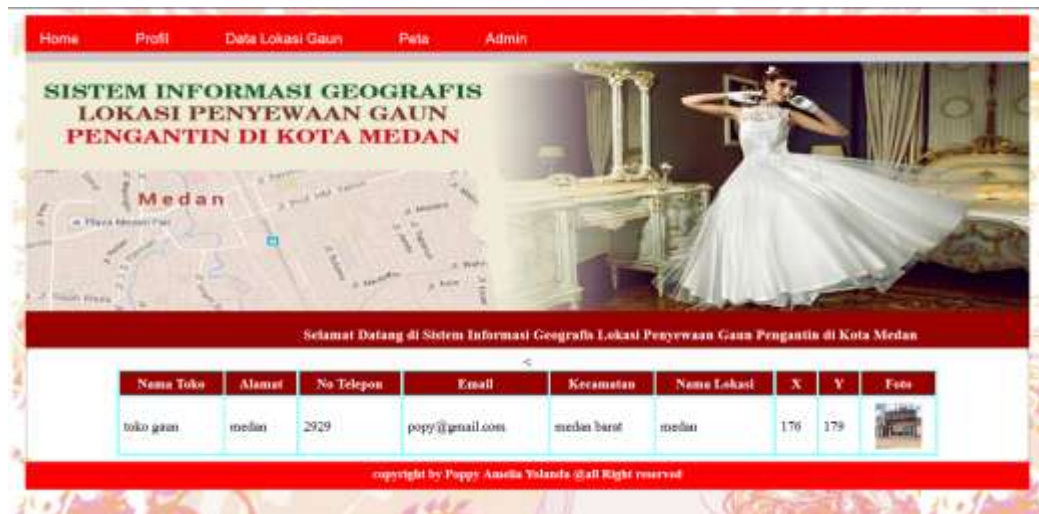 Home Profil Data Lokasi Gaun Peta Admin
SISTEM INFORMASI GEOGRAFIS
LOKASI PENYEWAAN GAUN
PENGANTIN DI KOTA MEDAN
Medan
Selamat Datang di Sistem Informasi Geografis Lokasi Penyewaan Gaun Pengantin di Kota Medan
<
Nama Toko Alamat No Telepon Email Kecamatan Nama Lokasi X Y Foto
toko gaun medan 2929 popy@gmail.com medan barat medan 176 179
copyright by Poppy Amelia Yolanda @all Right reserved